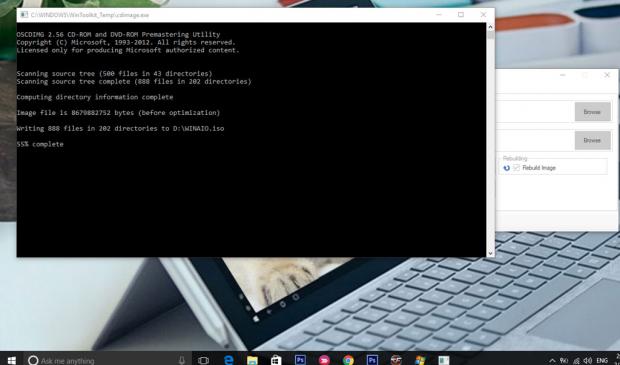 C:\WINDOWS\WinToolkit_Temp\cdimage.exe
OSCDIMG 2.56 CD-ROM and DVD-ROM Premastering Utility
Copyright (C) Microsoft, 1993-2012. All rights reserved.
Licensed only for producing Microsoft authorized content.
Scanning source tree (500 files in 43 directories)
Scanning source tree complete (888 files in 202 directories)
Computing directory information complete
Image file is 8679882752 bytes (before optimization)
Writing 888 files in 202 directories to D:\WINAIO.iso
55% complete
Browse
Browse
Rebuilding
Rebuild Image
Ask me anything
Ps
Ps
ENG